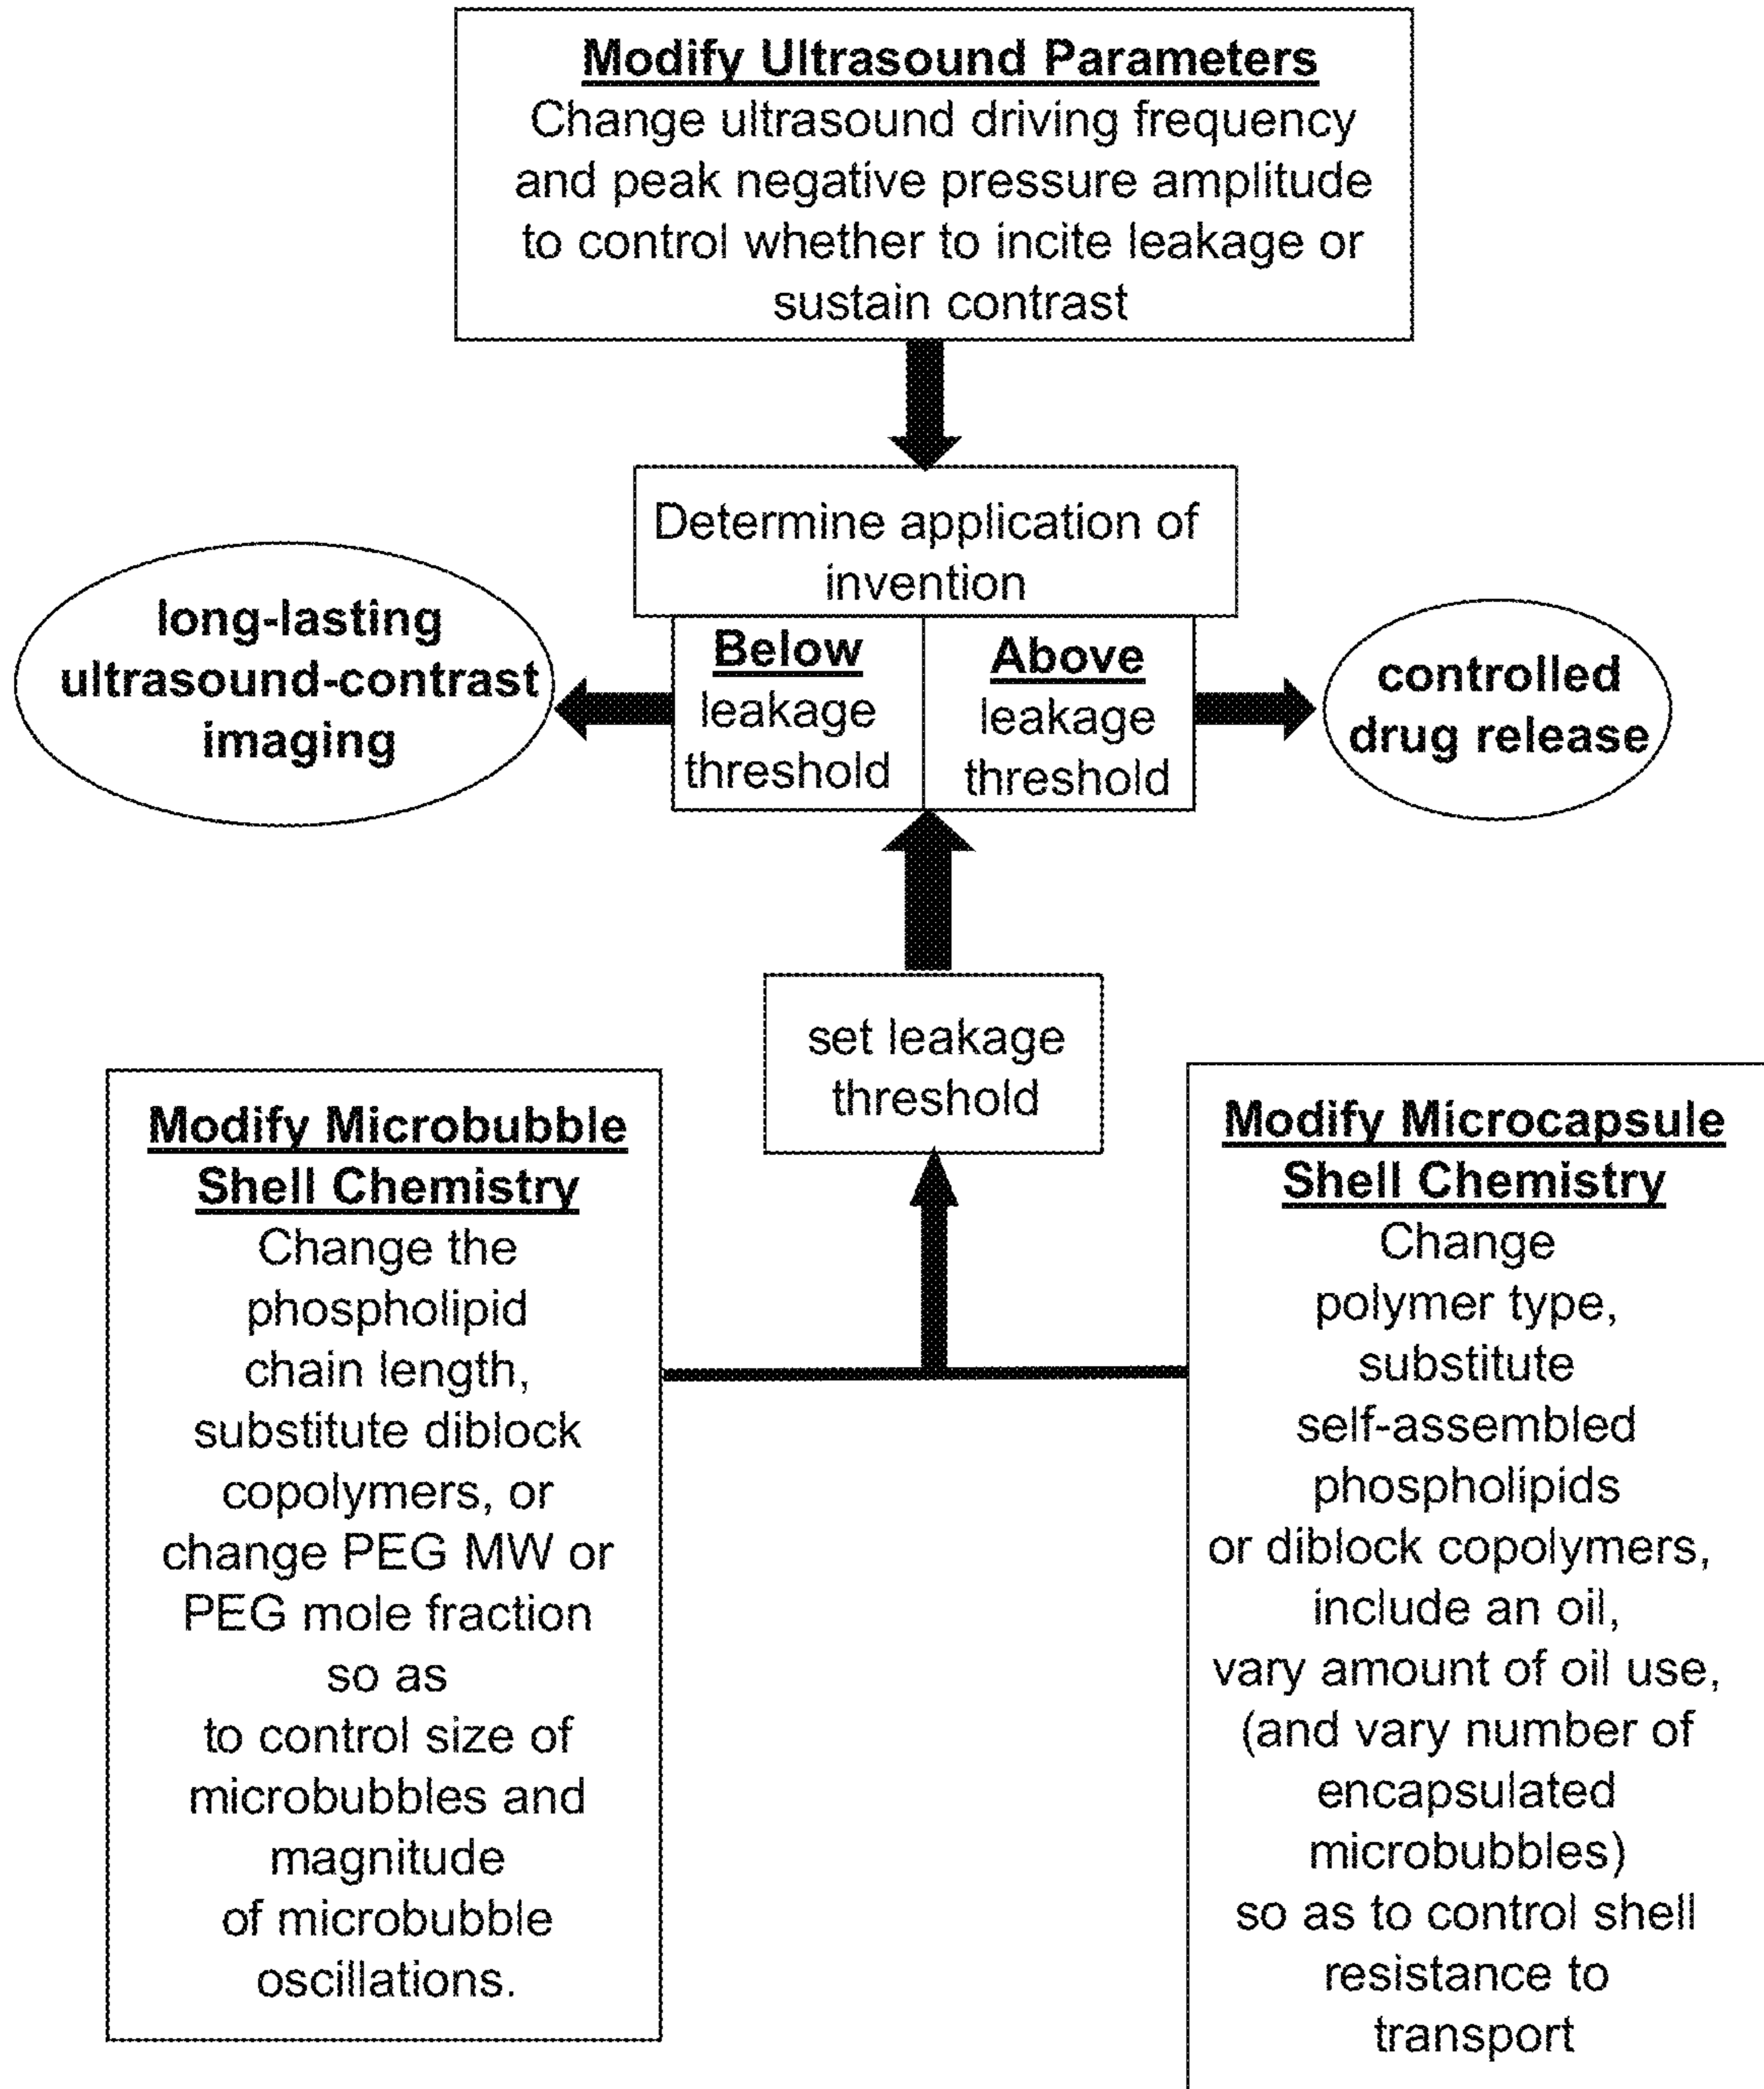 Modify Ultrasound Parameters
Change ultrasound driving frequency
and peak negative pressure amplitude
to control whether to incite leakage or
sustain contrast
Determine application of
invention
long-lasting
ultrasound-contrast
imaging
Below
leakage
threshold
Above
leakage
threshold
controlled
drug release
set leakage
threshold
Modify Microbubble
Shell Chemistry
Change the
phospholipid
chain length,
substitute diblock
copolymers, or
change PEG MW or
PEG mole fraction
so as
to control size of
microbubbles and
magnitude
of microbubble
oscillations.
Modify Microcapsule
Shell Chemistry
Change
polymer type,
substitute
self-assembled
phospholipids
or diblock copolymers,
include an oil,
vary amount of oil use,
(and vary number of
encapsulated
microbubbles)
so as to control shell
resistance to
transport